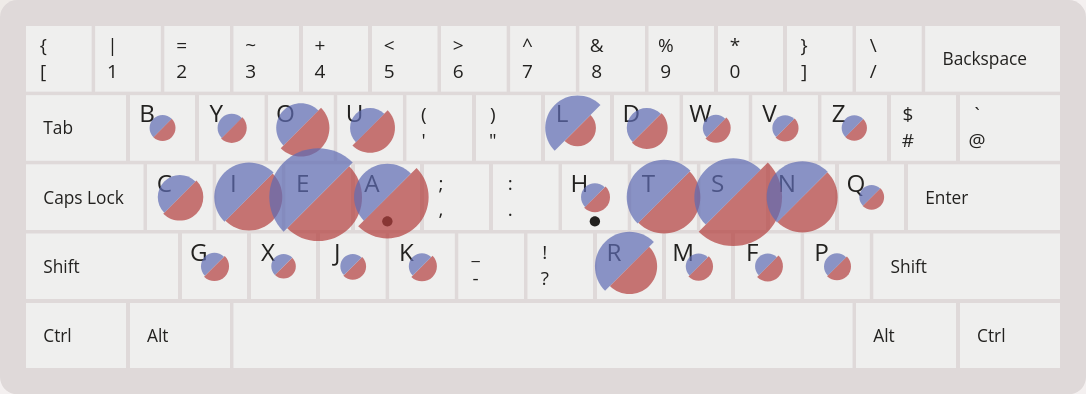 { | = ~ + < > ^ & % * } \
[ 1 2 3 4 5 6 7 8 9 0 ] / Backspace
Tab B Y O U ( ) L D W V Z $ `
' " # @
Caps Lock C I E A ; : H T S N Q Enter
, .
Shift G X J K _ ! R M F P Shift
- ?
Ctrl Alt Alt Ctrl